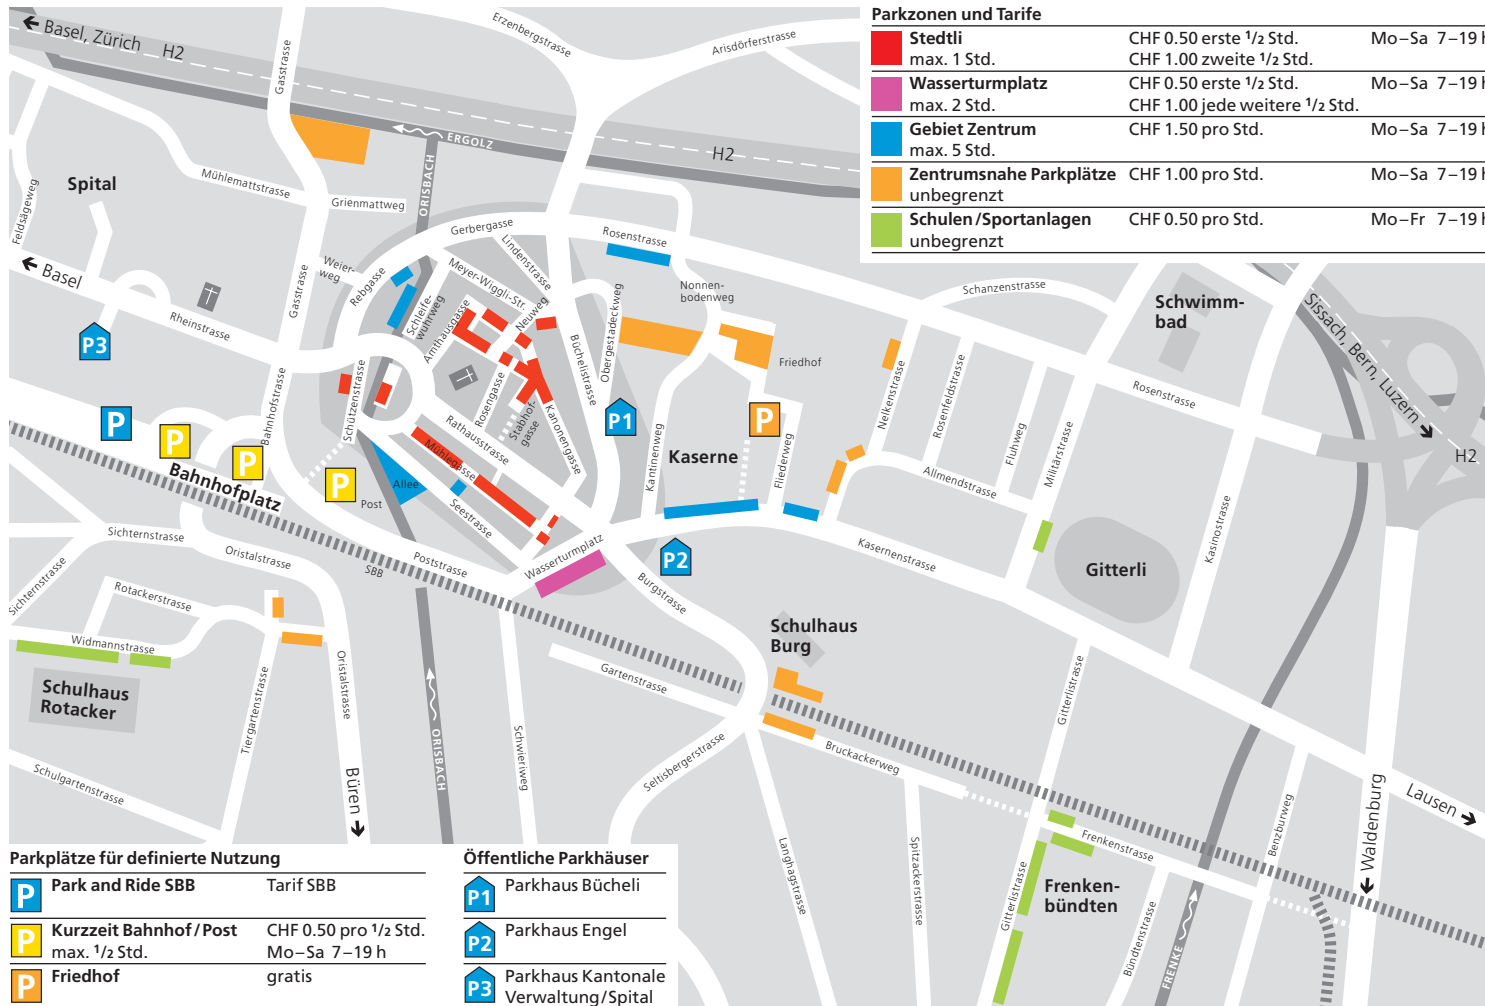 Parkzonen und Tarife
Stedtli CHF 0.50 erste 1/2 Std. Mo–Sa 7–19 h
max. 1 Std. CHF 1.00 zweite 1/2 Std.
Wasserturmplatz CHF 0.50 erste 1/2 Std. Mo–Sa 7–19 h
max. 2 Std. CHF 1.00 jede weitere 1/2 Std.
Gebiet Zentrum CHF 1.50 pro Std. Mo–Sa 7–19 h
max. 5 Std.
Zentrumsnahe Parkplätze CHF 1.00 pro Std. Mo–Sa 7–19 h
unbegrenzt
Schulen/Sportanlagen CHF 0.50 pro Std. Mo–Fr 7–19 h
unbegrenzt
← Basel, Zürich H2
Gasstrasse
Erzenbergstrasse
Arisdörferstrasse
ERGOLZ
H2
ORISBACH
Spital
Mühlemattstrasse
Grienmattweg
Feldsägeweg
Gerbergasse
Rosenstrasse
Lindenstrasse
Weier-
weg
Rebgasse
Meyer-Wiggli-Str.
Nonnen-
bodenweg
Schanzenstrasse
Schwimm-
bad
Sissach, Bern, Luzern →
← Basel
Rheinstrasse
Gasstrasse
Schleife-
wuhrweg
Amthausgasse
Neuweg
Büchelistrasse
Obergestadeckweg
P3
Friedhof
Nelkenstrasse
Rosenfeldstrasse
Rosenstrasse
Bahnhofstrasse
Schützenstrasse
Rosengasse
Stabhof-
gasse
Kanonengasse
Rathausstrasse
P1
P
P
P
P
P
Kantinenweg
Kaserne
Fliederweg
Fluhweg
Militärstrasse
Allmendstrasse
H2
Bahnhofplatz
Mühlegasse
Allee
Post
Seestrasse
Kasinostrasse
Sichternstrasse
Oristalstrasse
SBB
Poststrasse
Wasserturmplatz
P2
Kasernenstrasse
Gitterli
Sichternstrasse
Rotackerstrasse
Burgstrasse
Schulhaus
Burg
Widmannstrasse
Schulhaus
Rotacker
Tiergartenstrasse
Oristalstrasse
Gartenstrasse
Gitterlistrasse
ORISBACH
Schwieriweg
Seltisbergerstrasse
Bruckackerweg
Schulgartenstrasse
Büren →
Langhagstrasse
Spitzackerstrasse
Gitterlistrasse
Frenkenstrasse
Benzburweg
← Waldenburg
Lausen →
Frenken-
bündten
Bündtenstrasse
FRENKE
Parkplätze für definierte Nutzung
P Park and Ride SBB Tarif SBB
P Kurzzeit Bahnhof/Post CHF 0.50 pro 1/2 Std.
max. 1/2 Std. Mo–Sa 7–19 h
P Friedhof gratis
Öffentliche Parkhäuser
P1 Parkhaus Bücheli
P2 Parkhaus Engel
P3 Parkhaus Kantonale
Verwaltung/Spital